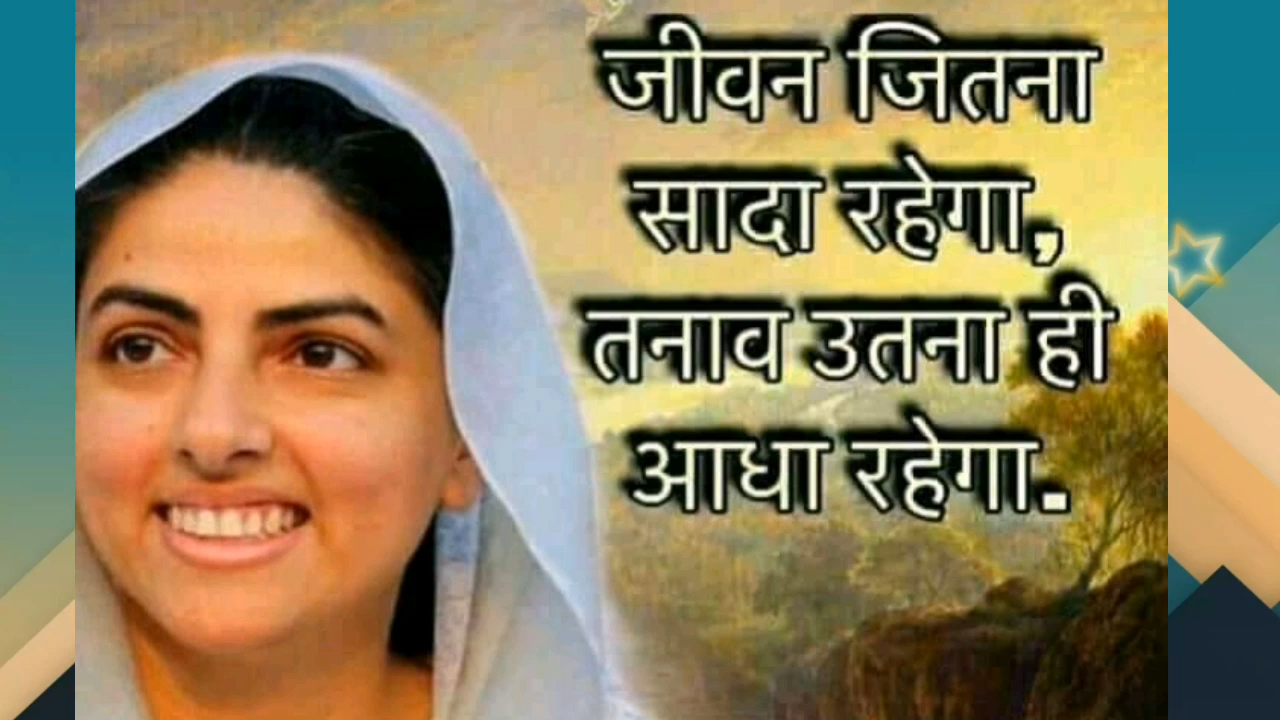 जीवन जितना
सादा रहेगा,
तनाव उतना ही
आधा रहेगा.